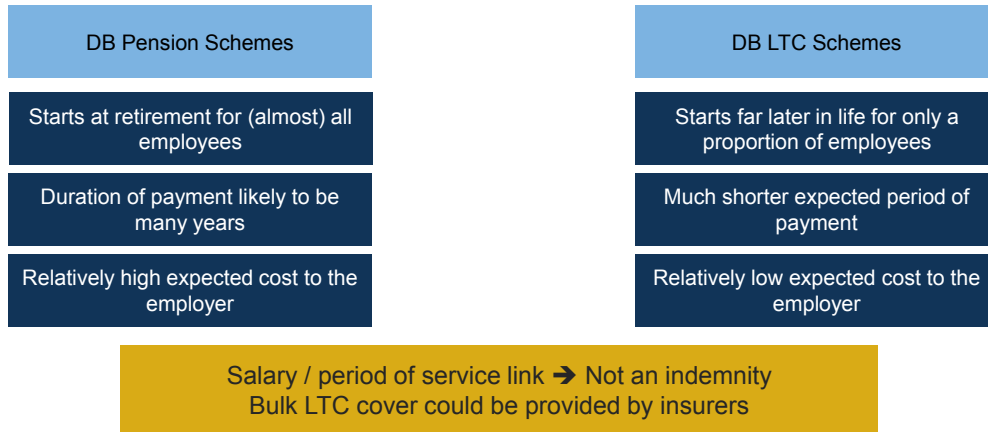 DB Pension Schemes
Starts at retirement for (almost) all
employees
Duration of payment likely to be
many years
Relatively high expected cost to the
employer
DB LTC Schemes
Starts far later in life for only a
proportion of employees
Much shorter expected period of
payment
Relatively low expected cost to the
employer
Salary / period of service link ➔ Not an indemnity
Bulk LTC cover could be provided by insurers